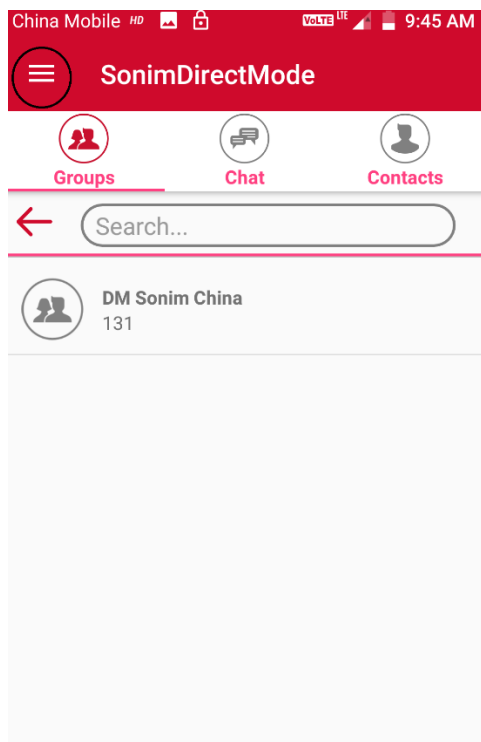 China Mobile HD VoLTE LTE 9:45 AM
SonimDirectMode
Groups Chat Contacts
Search...
DM Sonim China
131